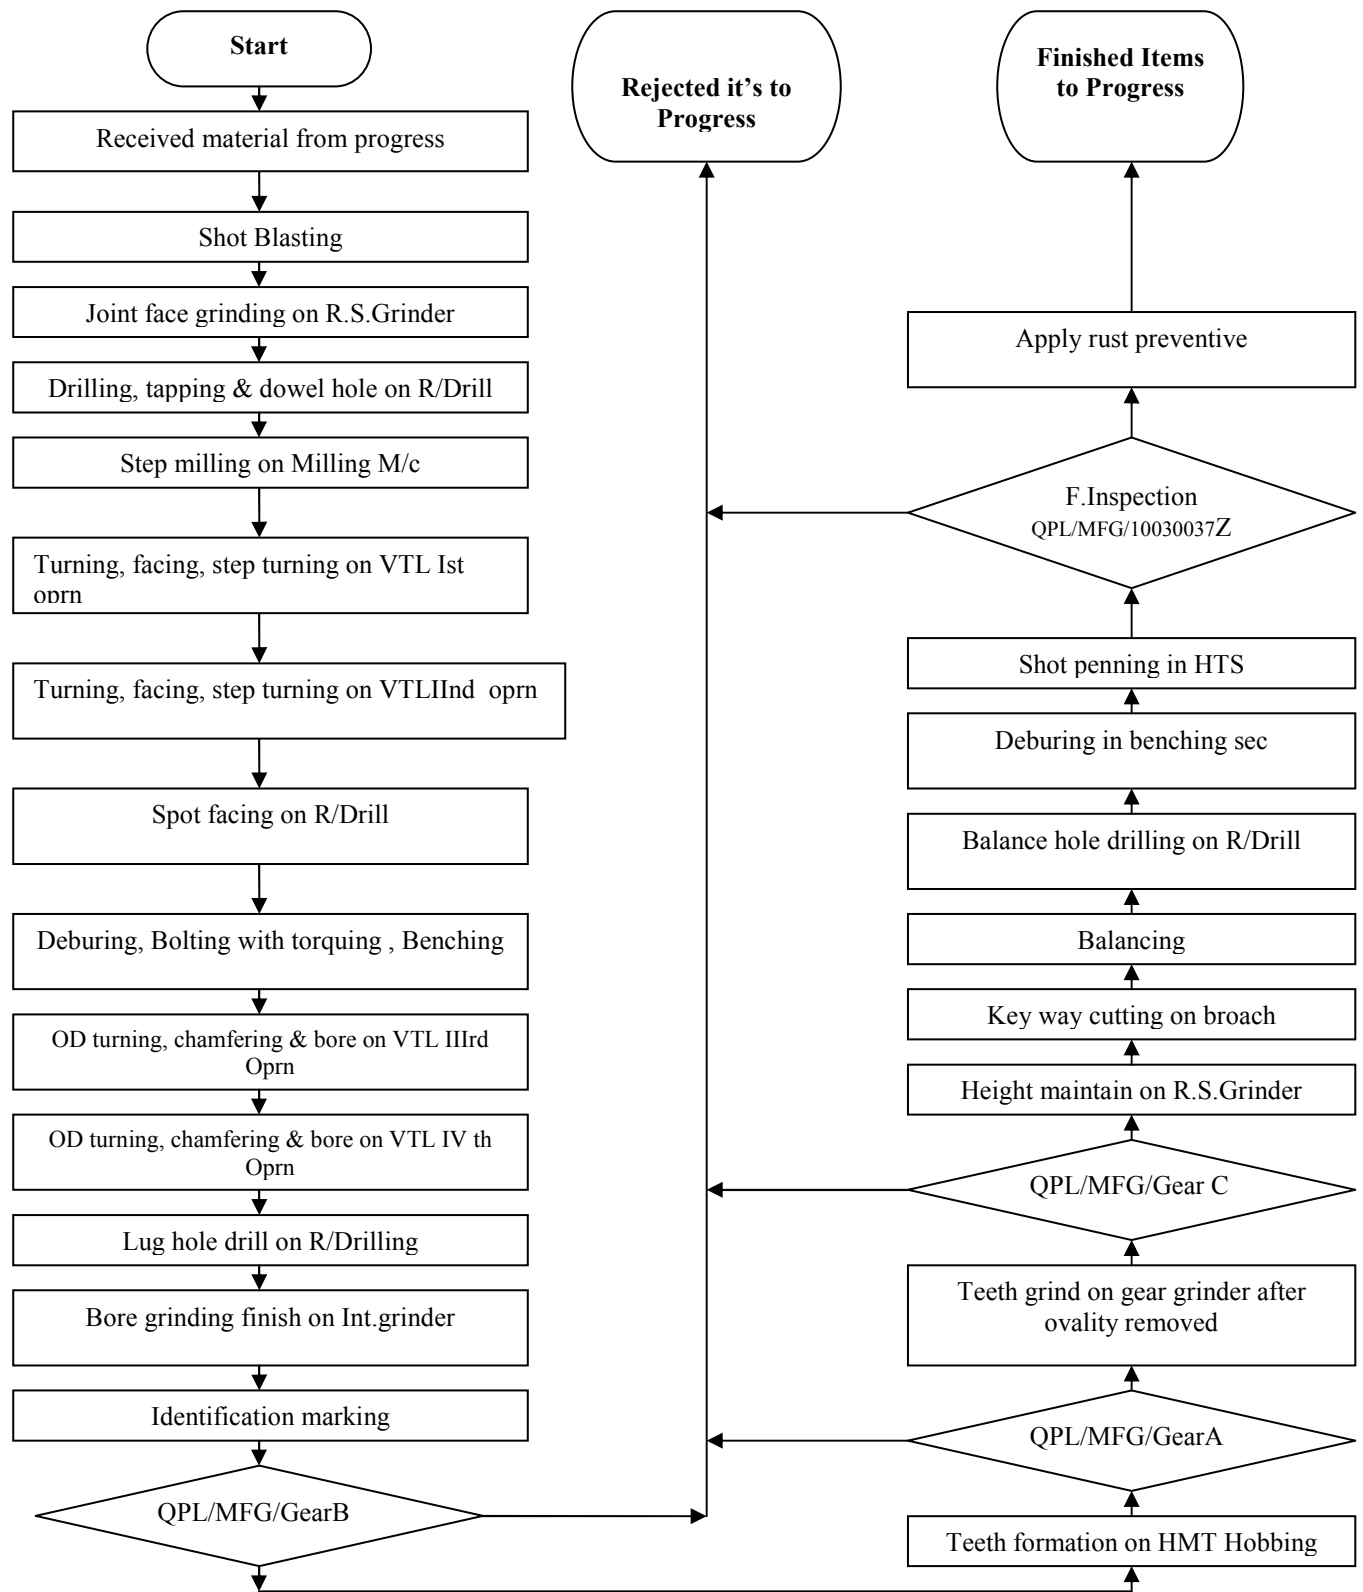 Start
Received material from progress
Shot Blasting
Joint face grinding on R.S.Grinder
Drilling, tapping & dowel hole on R/Drill
Step milling on Milling M/c
Turning, facing, step turning on VTL Ist
oprn
Turning, facing, step turning on VTLIInd oprn
Spot facing on R/Drill
Deburing, Bolting with torquing , Benching
OD turning, chamfering & bore on VTL IIIrd
Oprn
OD turning, chamfering & bore on VTL IV th
Oprn
Lug hole drill on R/Drilling
Bore grinding finish on Int.grinder
Identification marking
QPL/MFG/GearB
Rejected it’s to
Progress
Finished Items
to Progress
Apply rust preventive
F.Inspection
QPL/MFG/10030037Z
Shot penning in HTS
Deburing in benching sec
Balance hole drilling on R/Drill
Balancing
Key way cutting on broach
Height maintain on R.S.Grinder
QPL/MFG/Gear C
Teeth grind on gear grinder after
ovality removed
QPL/MFG/GearA
Teeth formation on HMT Hobbing